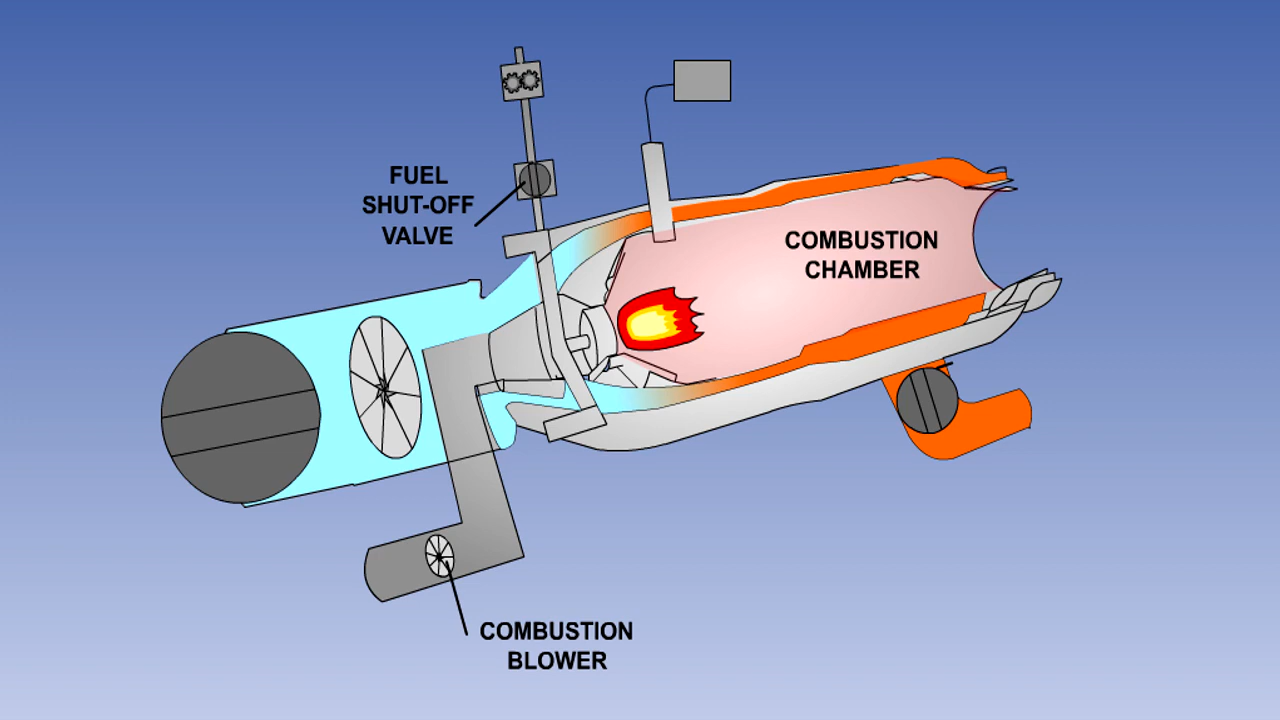 FUEL
SHUT-OFF
VALVE
COMBUSTION
CHAMBER
COMBUSTION
BLOWER